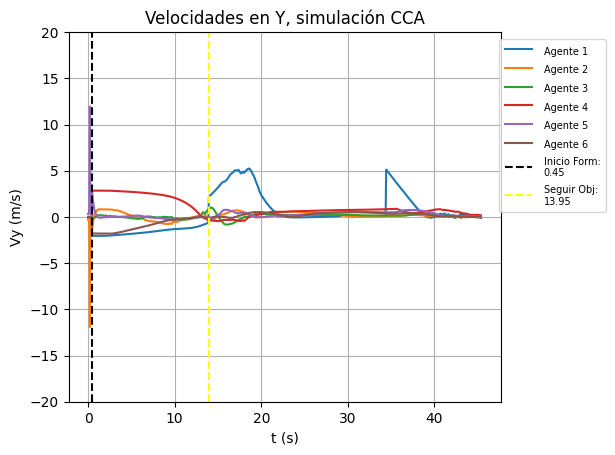 Velocidades en Y, simulación CCA
Vy (m/s)
20
15
10
5
0
−5
−10
−15
−20
0
10
20
30
40
t (s)
Agente 1
Agente 2
Agente 3
Agente 4
Agente 5
Agente 6
Inicio Form:
0.45
Seguir Obj:
13.95